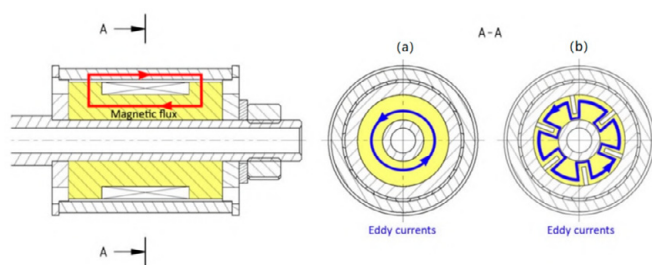 A
(a)
A-A
(b)
Magnetic flux
Eddy currents
Eddy currents
A